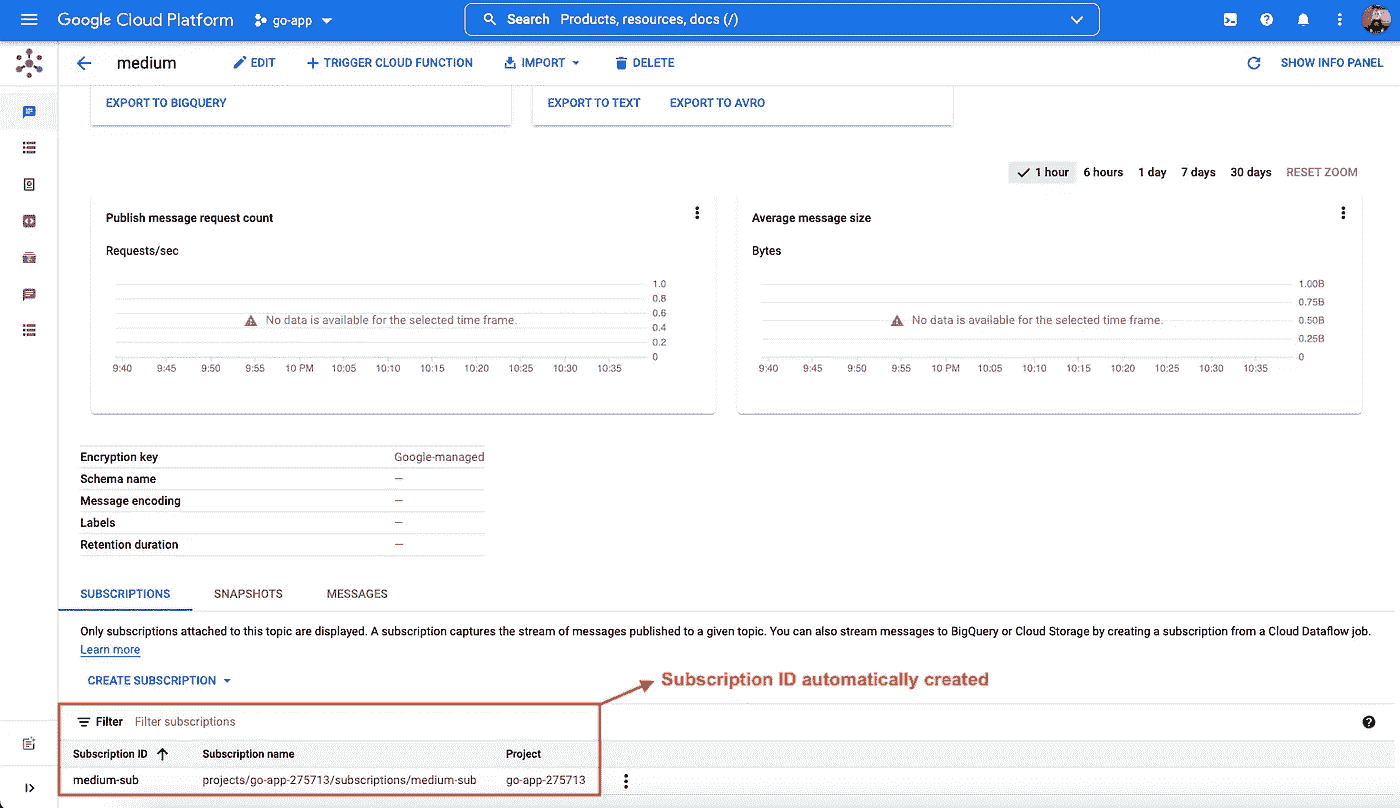 Google Cloud Platform go-app Search Products, resources, docs (/)
medium EDIT TRIGGER CLOUD FUNCTION IMPORT DELETE SHOW INFO PANEL
EXPORT TO BIGQUERY EXPORT TO TEXT EXPORT TO AVRO
1 hour 6 hours 1 day 7 days 30 days RESET ZOOM
Publish message request count
Requests/sec
1.0
0.8
0.6
0.4
0.2
0
No data is available for the selected time frame.
9:40 9:45 9:50 9:55 10 PM 10:05 10:10 10:15 10:20 10:25 10:30 10:35
Average message size
Bytes
1.00B
0.75B
0.50B
0.25B
0
No data is available for the selected time frame.
9:40 9:45 9:50 9:55 10 PM 10:05 10:10 10:15 10:20 10:25 10:30 10:35
Encryption key Google-managed
Schema name —
Message encoding —
Labels —
Retention duration —
SUBSCRIPTIONS SNAPSHOTS MESSAGES
Only subscriptions attached to this topic are displayed. A subscription captures the stream of messages published to a given topic. You can also stream messages to BigQuery or Cloud Storage by creating a subscription from a Cloud Dataflow job.
Learn more
CREATE SUBSCRIPTION
Subscription ID automatically created
Filter Filter subscriptions
Subscription ID Subscription name Project
medium-sub projects/go-app-275713/subscriptions/medium-sub go-app-275713